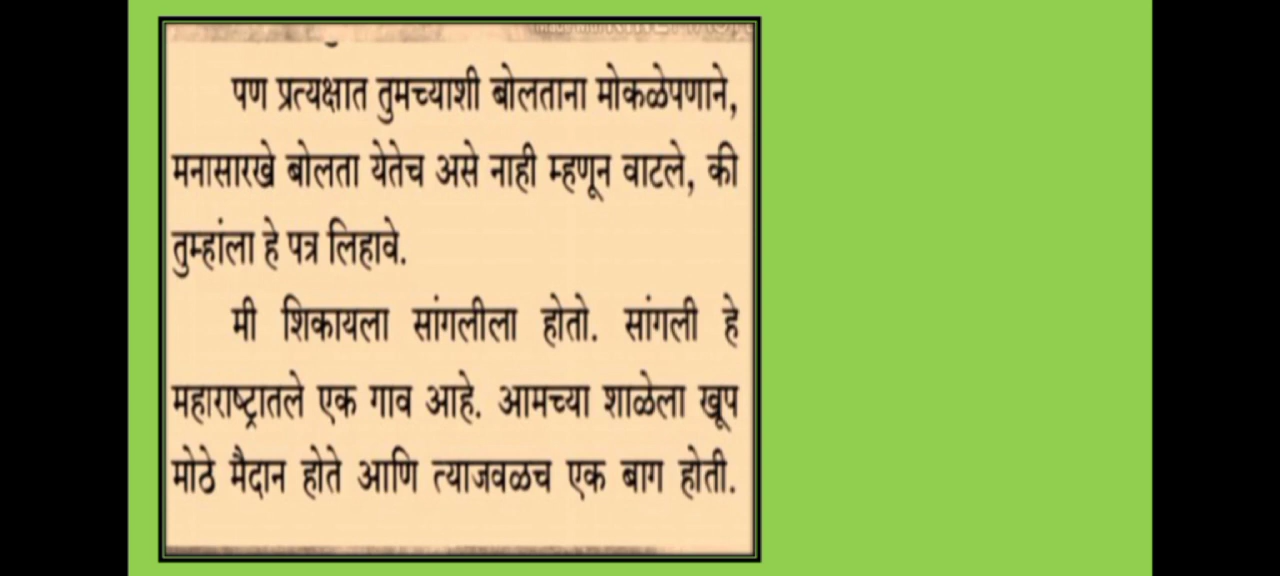 पण प्रत्यक्षात तुमच्याशी बोलताना मोकळेपणाने,
मनासारखे बोलता येतेच असे नाही म्हणून वाटले, की
तुम्हांला हे पत्र लिहावे.
मी शिकायला सांगलीला होतो. सांगली हे
महाराष्ट्रातले एक गाव आहे. आमच्या शाळेला खूप
मोठे मैदान होते आणि त्याजवळच एक बाग होती.